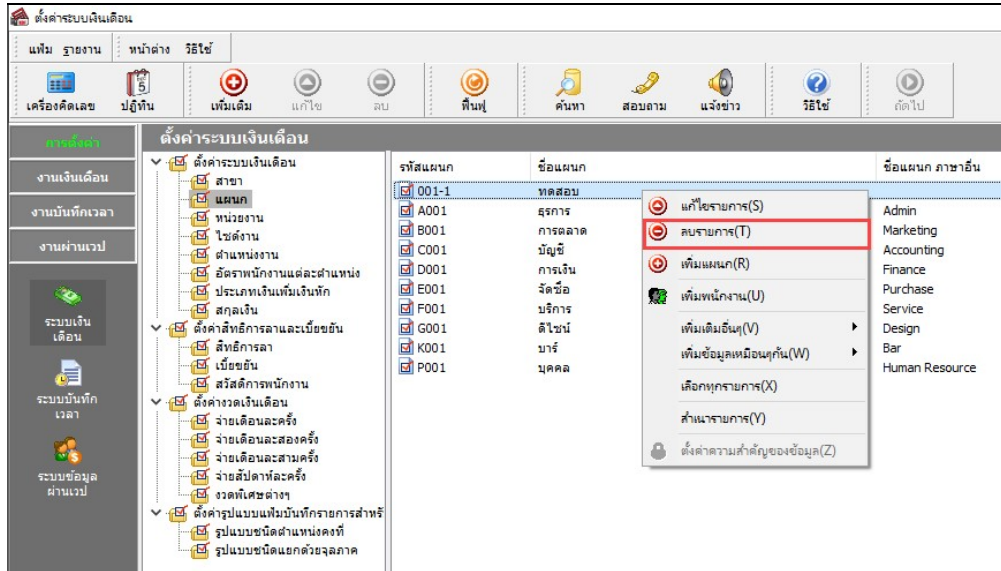 ตั้งค่าระบบเงินเดือน
แฟ้ม รายงาน หน้าต่าง วิธีใช้
เครื่องคิดเลข ปฏิทิน เพิ่มเติม แก้ไข ลบ ฟื้นฟู ค้นหา สอบถาม แจ้งข่าว วิธีใช้ ถัดไป
การตั้งค่า
งานเงินเดือน
งานบันทึกเวลา
งานผ่านเวป
ระบบเงิน
เดือน
ระบบบันทึก
เวลา
ระบบข้อมูล
ผ่านเวป
ตั้งค่าระบบเงินเดือน
ตั้งค่าระบบเงินเดือน
สาขา
แผนก
หน่วยงาน
ไซด์งาน
ตำแหน่งงาน
อัตราพนักงานแต่ละตำแหน่ง
ประเภทเงินเพิ่มเงินหัก
สกุลเงิน
ตั้งค่าสิทธิการลาและเบี้ยขยัน
สิทธิการลา
เบี้ยขยัน
สวัสดิการพนักงาน
ตั้งค่างวดเงินเดือน
จ่ายเดือนละครั้ง
จ่ายเดือนละสองครั้ง
จ่ายเดือนละสามครั้ง
จ่ายสัปดาห์ละครั้ง
งวดพิเศษต่างๆ
ตั้งค่ารูปแบบแฟ้มบันทึกรายการสำหรั
รูปแบบชนิดตำแหน่งคงที่
รูปแบบชนิดแยกด้วยจุลภาค
รหัสแผนก ชื่อแผนก ชื่อแผนก ภาษาอื่น
001-1 ทดสอบ
A001 ธุรการ Admin
B001 การตลาด Marketing
C001 บัญชี Accounting
D001 การเงิน Finance
E001 จัดซื้อ Purchase
F001 บริการ Service
G001 ดีไซน์ Design
K001 บาร์ Bar
P001 บุคคล Human Resource
แก้ไขรายการ(S)
ลบรายการ(T)
เพิ่มแผนก(R)
เพิ่มพนักงาน(U)
เพิ่มเติมอื่นๆ(V)
เพิ่มข้อมูลเหมือนๆกัน(W)
เลือกทุกรายการ(X)
สำเนารายการ(Y)
ตั้งค่าความสำคัญของข้อมูล(Z)
5